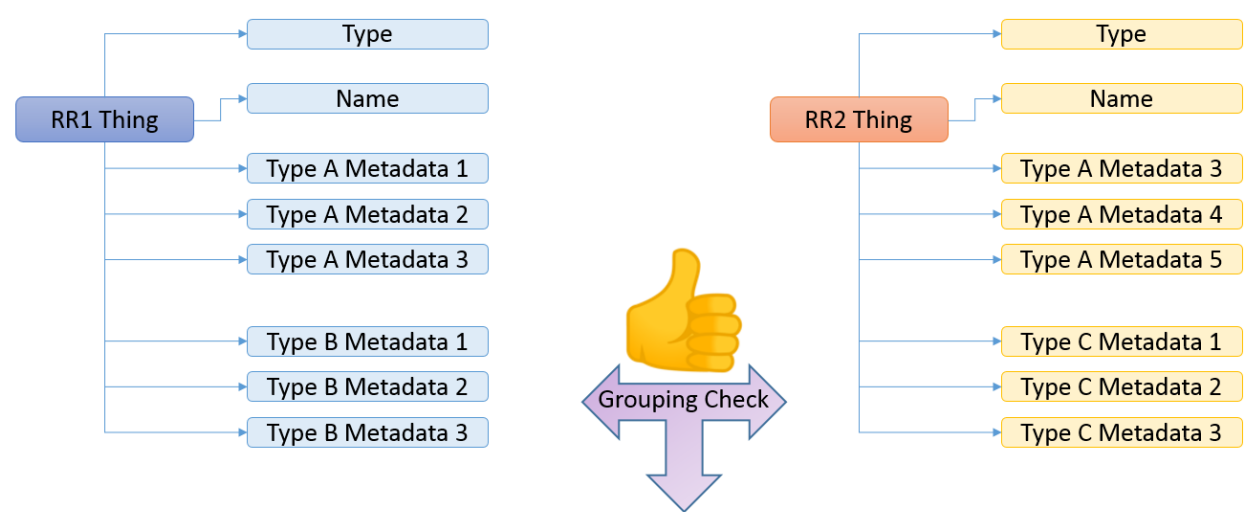 Type
Name
RR1 Thing
Type A Metadata 1
Type A Metadata 2
Type A Metadata 3
Type B Metadata 1
Type B Metadata 2
Type B Metadata 3
Grouping Check
Type
Name
RR2 Thing
Type A Metadata 3
Type A Metadata 4
Type A Metadata 5
Type C Metadata 1
Type C Metadata 2
Type C Metadata 3